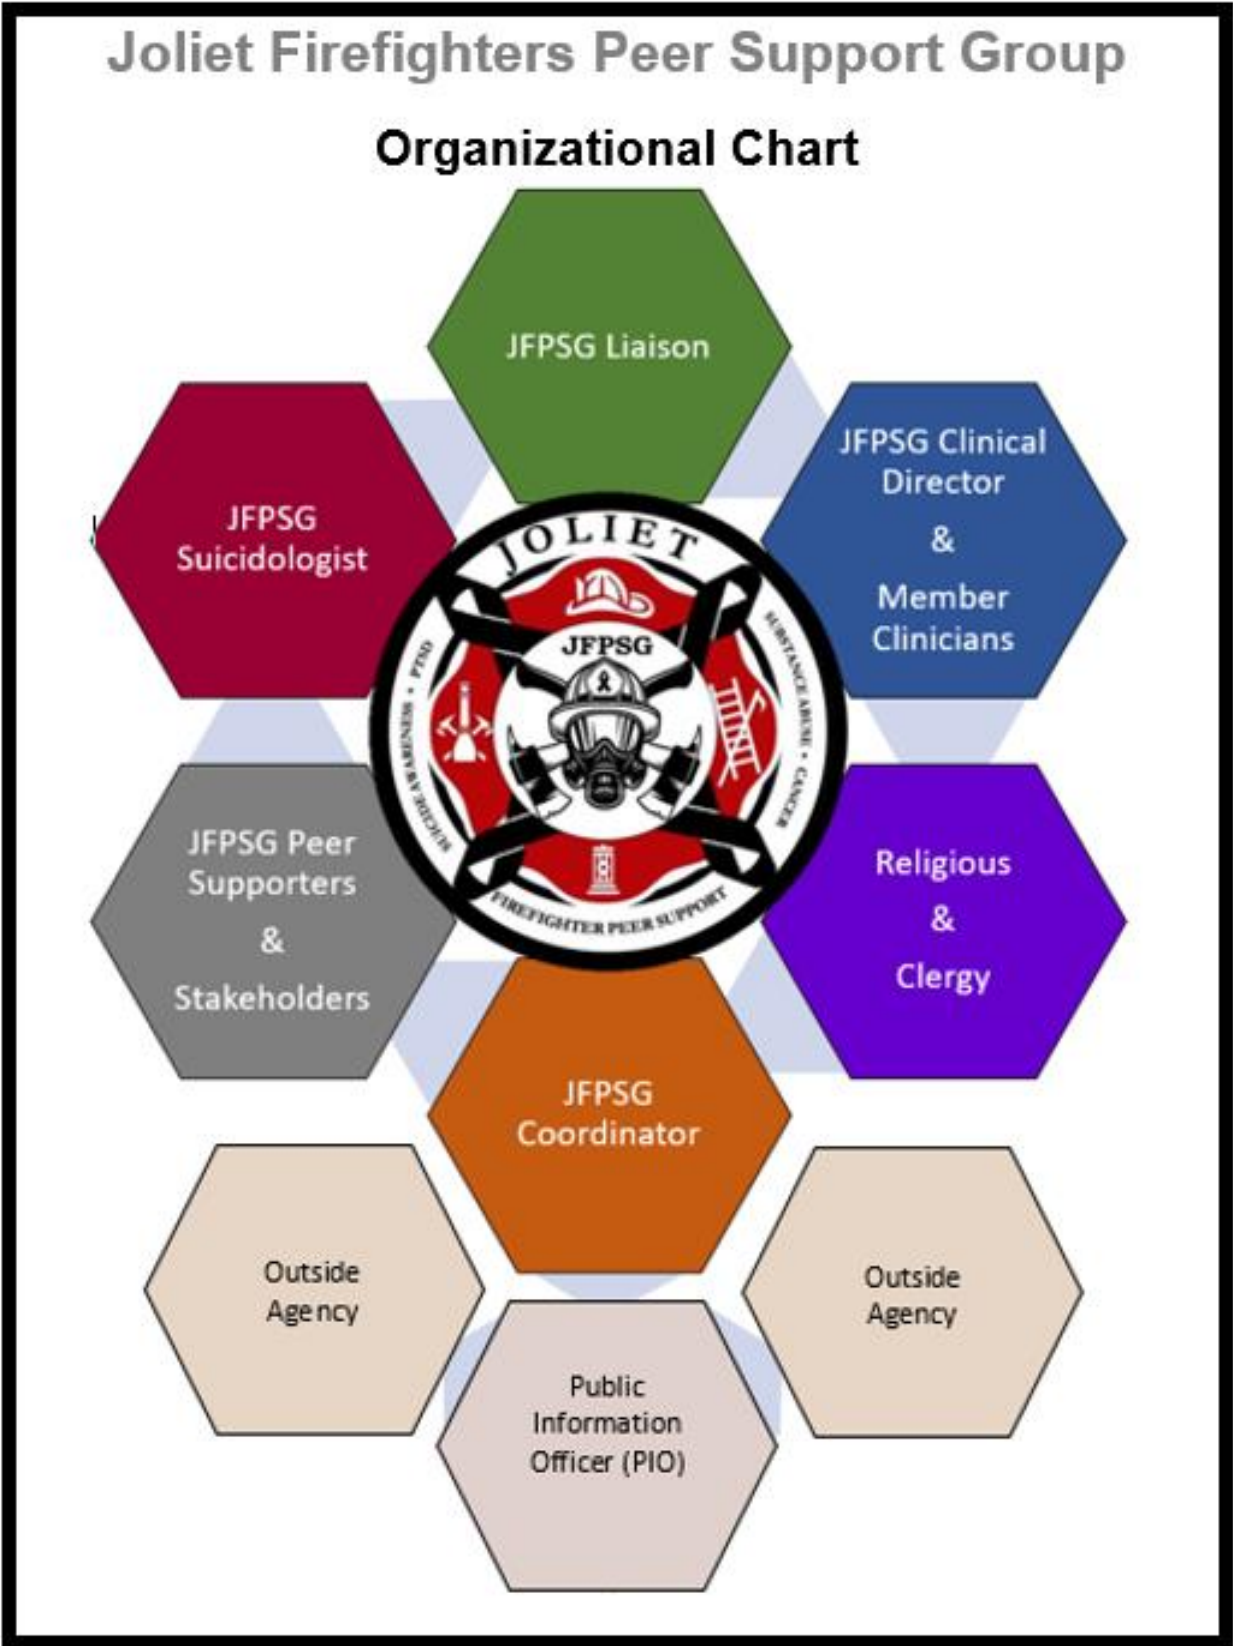 Joliet Firefighters Peer Support Group
Organizational Chart
JFPSG Liaison
JFPSG Clinical
Director
&
Member
Clinicians
JFPSG
Suicidologist
JOLIET
JFPSG
SUICIDE AWARENESS • PTSD
SUBSTANCE ABUSE • CANCER
FIREFIGHTER PEER SUPPORT
JFPSG Peer
Supporters
&
Stakeholders
Religious
&
Clergy
JFPSG
Coordinator
Outside
Agency
Outside
Agency
Public
Information
Officer (PIO)